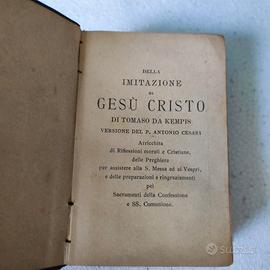 DELLA
IMITAZIONE
DI
GESÙ CRISTO
DI TOMASO DA KEMPIS
VERSIONE DEL P. ANTONIO CESARI
Arricchita
di Riflessioni morali e Cristiane,
delle Preghiere
per assistere alla S. Messa ed ai Vespri,
e delle preparazioni e ringraziamenti
pei
Sacramenti della Confessione
e SS. Comunione.
subito